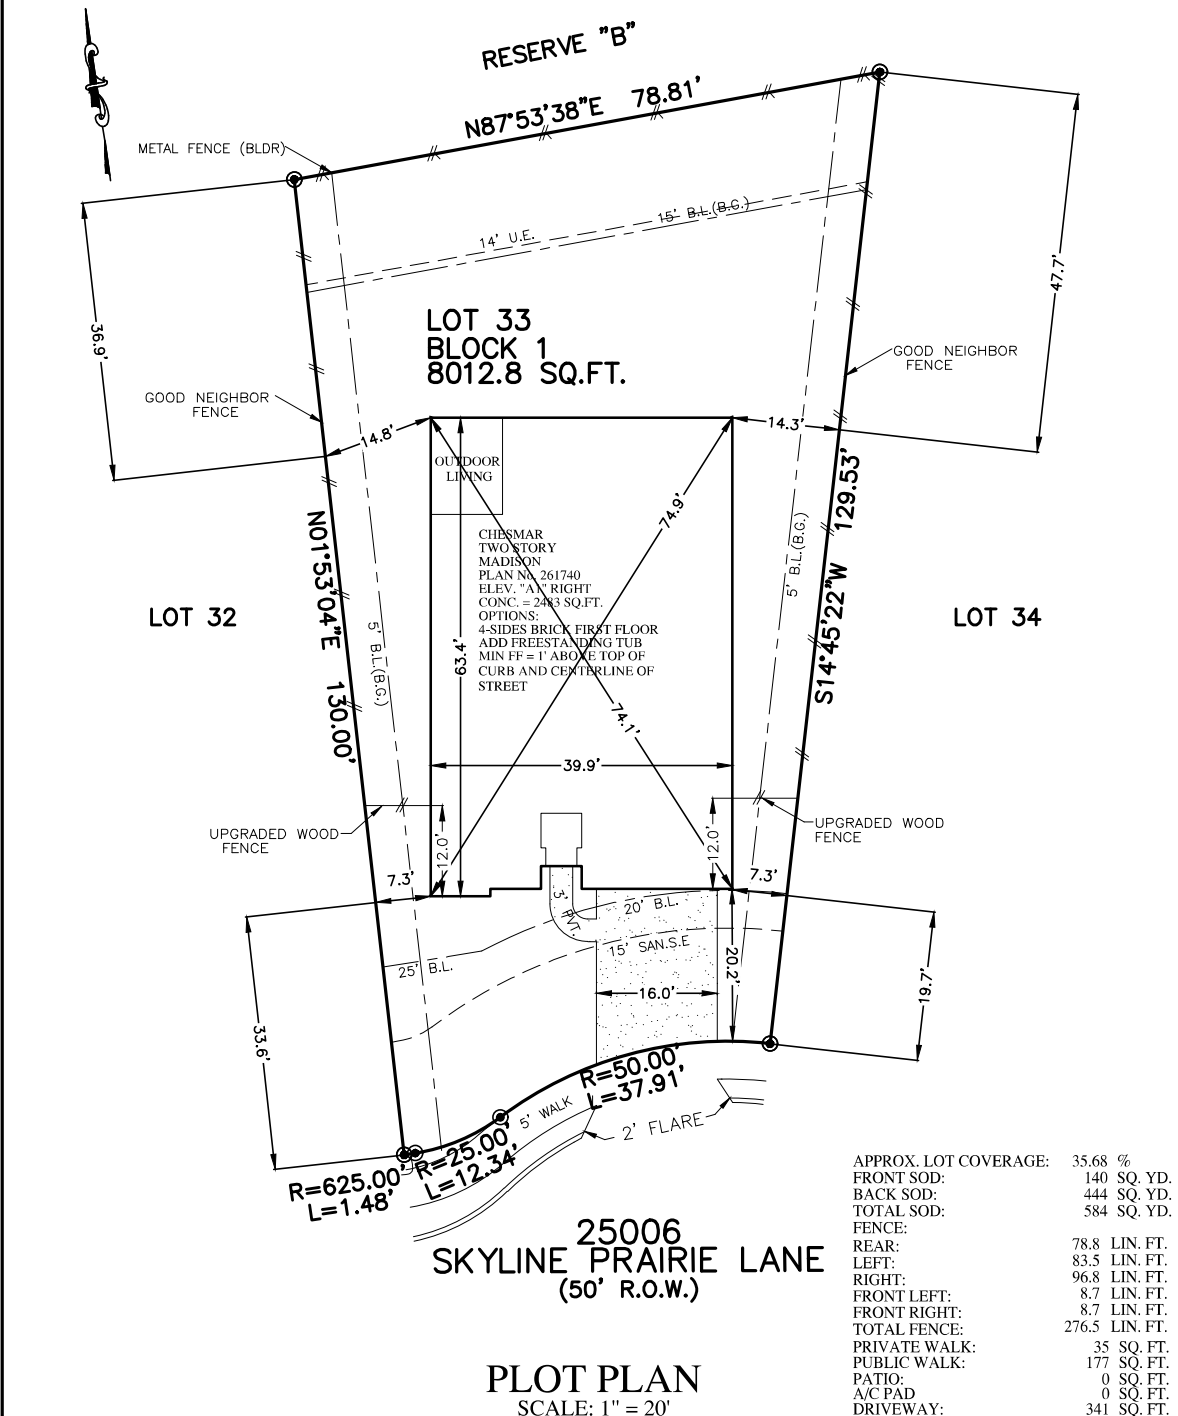 RESERVE "B"
N87°53'38"E 78.81'
METAL FENCE (BLDR)
15' B.L.(B.G.)
14' U.E.
47.7'
36.9'
LOT 33
BLOCK 1
8012.8 SQ.FT.
GOOD NEIGHBOR
FENCE
GOOD NEIGHBOR
FENCE
14.8'
14.3'
OUTDOOR
LIVING
74.9'
S14°45'22"W 129.53'
N01°53'04"E 130.00'
5' B.L.(B.G.)
5' B.L.(B.G.)
CHESMAR
TWO STORY
MADISON
PLAN No. 261740
ELEV. "A1" RIGHT
CONC. = 2483 SQ.FT.
OPTIONS:
4-SIDES BRICK FIRST FLOOR
ADD FREESTANDING TUB
MIN FF = 1' ABOVE TOP OF
CURB AND CENTERLINE OF
STREET
LOT 32
LOT 34
63.4'
74.1'
39.9'
UPGRADED WOOD
FENCE
UPGRADED WOOD
FENCE
12.0'
12.0'
7.3'
7.3'
3' PVT.
20' B.L.
15' SAN.S.E
25' B.L.
20.2'
16.0'
19.7'
33.6'
R=50.00'
L=37.91'
5' WALK
2' FLARE
R=25.00'
L=12.34'
R=625.00'
L=1.48'
25006
SKYLINE PRAIRIE LANE
(50' R.O.W.)
PLOT PLAN
SCALE: 1" = 20'
APPROX. LOT COVERAGE: 35.68 %
FRONT SOD: 140 SQ. YD.
BACK SOD: 444 SQ. YD.
TOTAL SOD: 584 SQ. YD.
FENCE:
REAR: 78.8 LIN. FT.
LEFT: 83.5 LIN. FT.
RIGHT: 96.8 LIN. FT.
FRONT LEFT: 8.7 LIN. FT.
FRONT RIGHT: 8.7 LIN. FT.
TOTAL FENCE: 276.5 LIN. FT.
PRIVATE WALK: 35 SQ. FT.
PUBLIC WALK: 177 SQ. FT.
PATIO: 0 SQ. FT.
A/C PAD 0 SQ. FT.
DRIVEWAY: 341 SQ. FT.